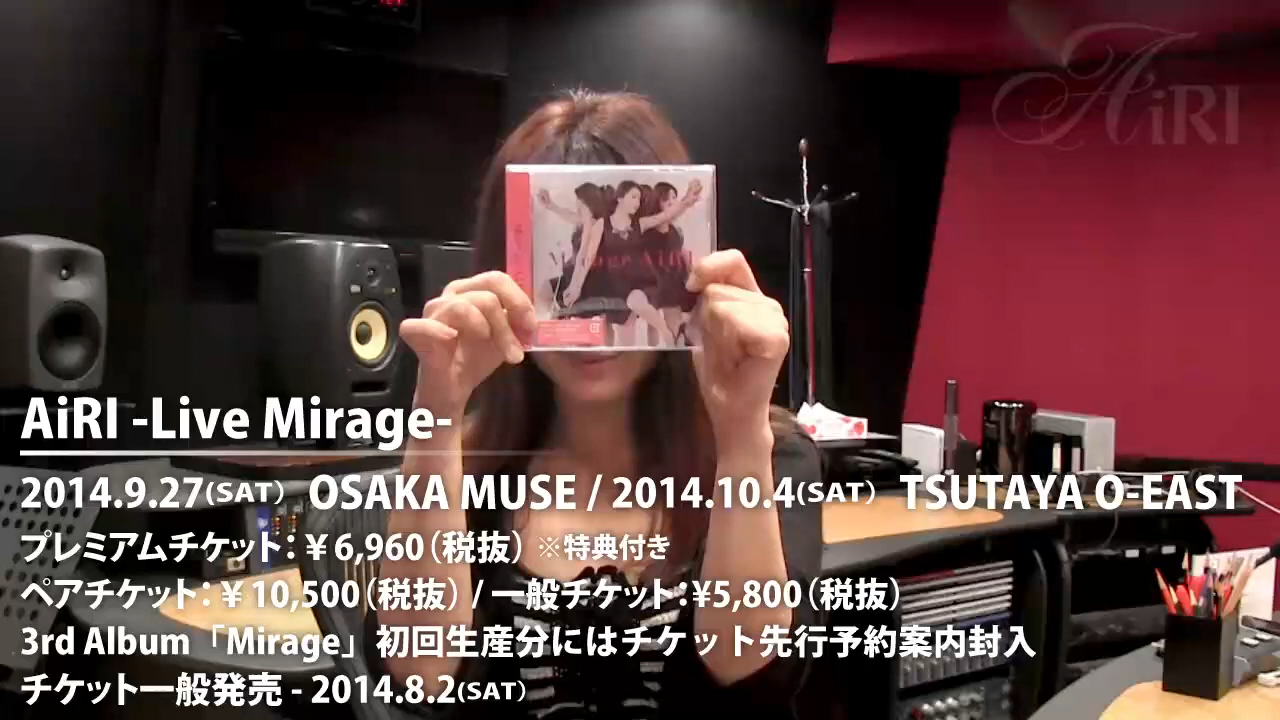 AiRI
Mirage AiRI
AiRI -Live Mirage-
2014.9.27(SAT) OSAKA MUSE / 2014.10.4(SAT) TSUTAYA O-EAST
プレミアムチケット：￥6,960（税抜）※特典付き
ペアチケット：￥10,500（税抜）/ 一般チケット：¥5,800（税抜）
3rd Album「Mirage」初回生産分にはチケット先行予約案内封入
チケット一般発売 - 2014.8.2(SAT)